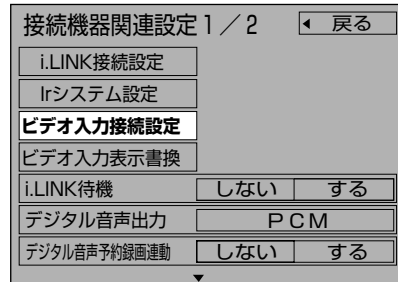 接続機器関連設定1／2 戻る
i.LINK接続設定
Irシステム設定
ビデオ入力接続設定
ビデオ入力表示書換
i.LINK待機 しない する
デジタル音声出力 PCM
デジタル音声予約録画連動 しない する